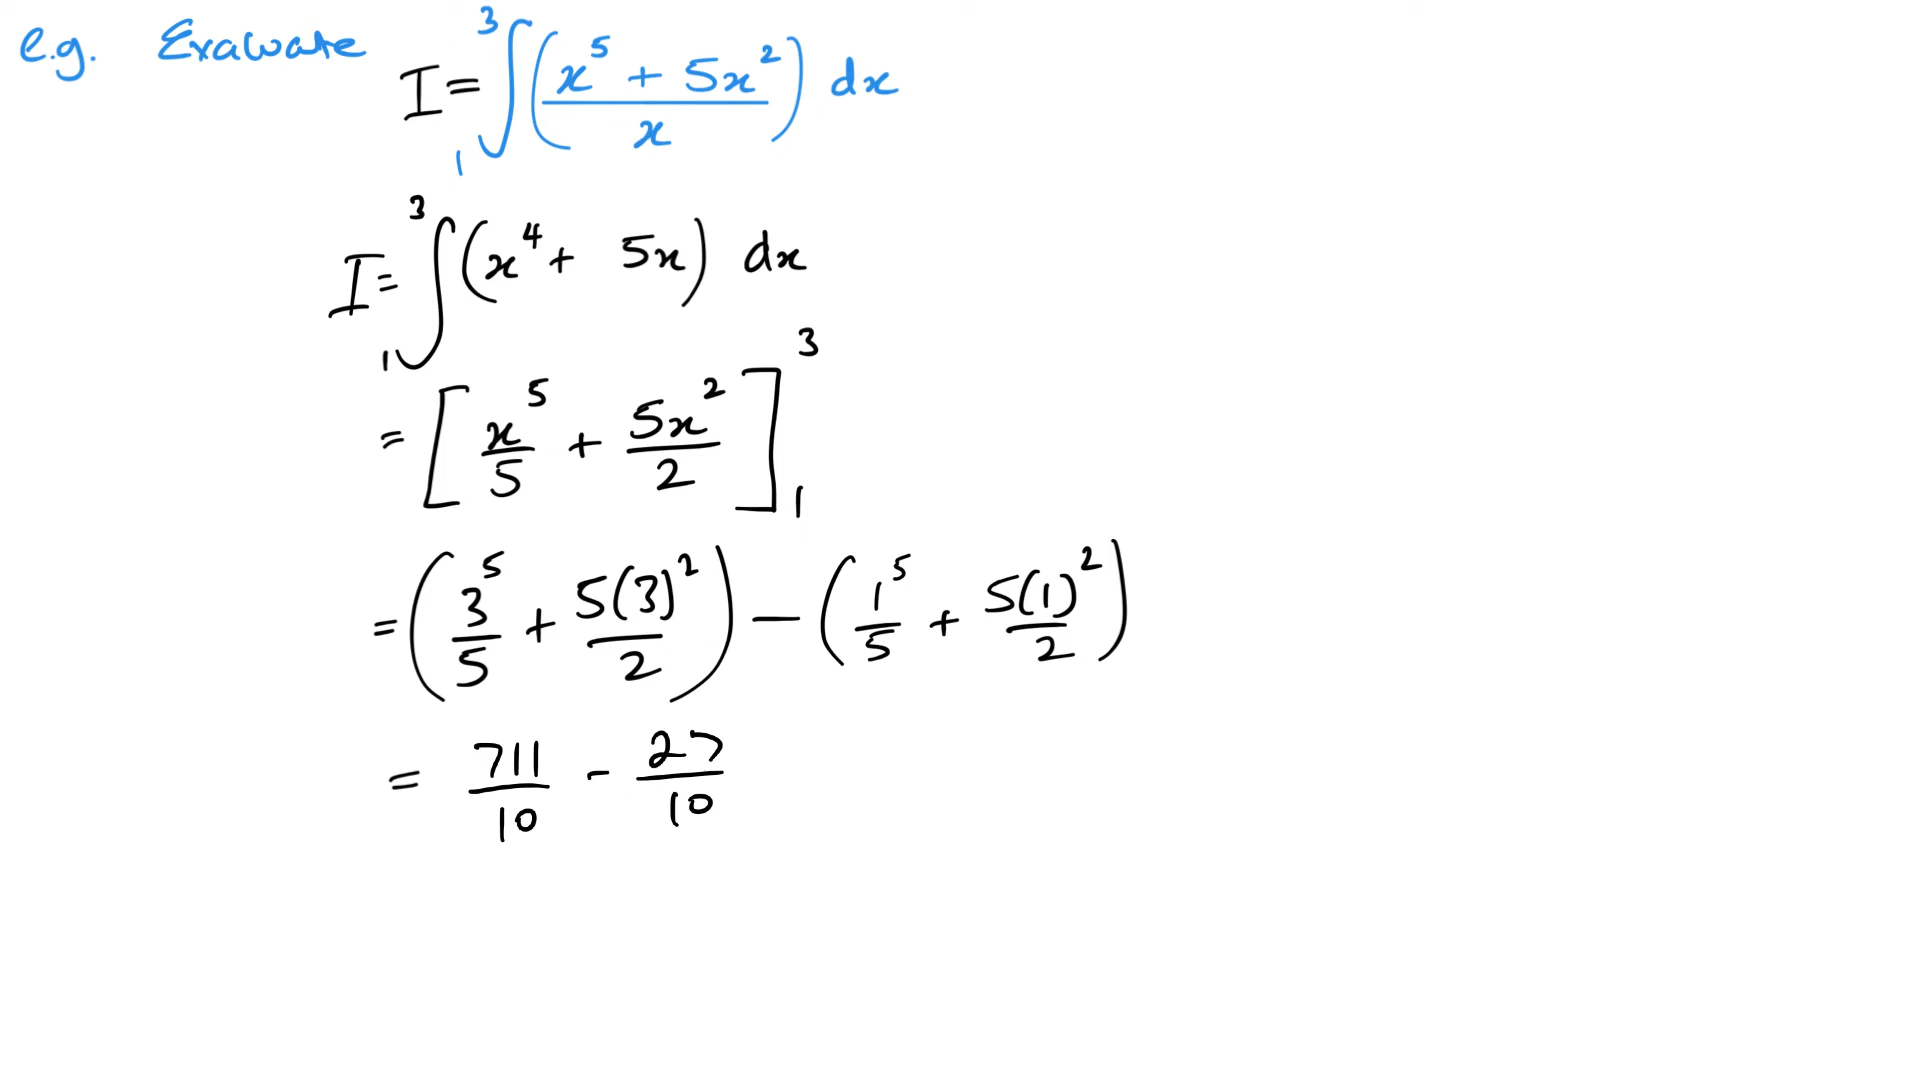 e.g. Evaluate I = ∫₁³ ((x⁵ + 5x²)/x) dx
I = ∫₁³ (x⁴ + 5x) dx
= [x⁵/5 + 5x²/2]₁³
= (3⁵/5 + 5(3)²/2) − (1⁵/5 + 5(1)²/2)
= 711/10 - 27/10